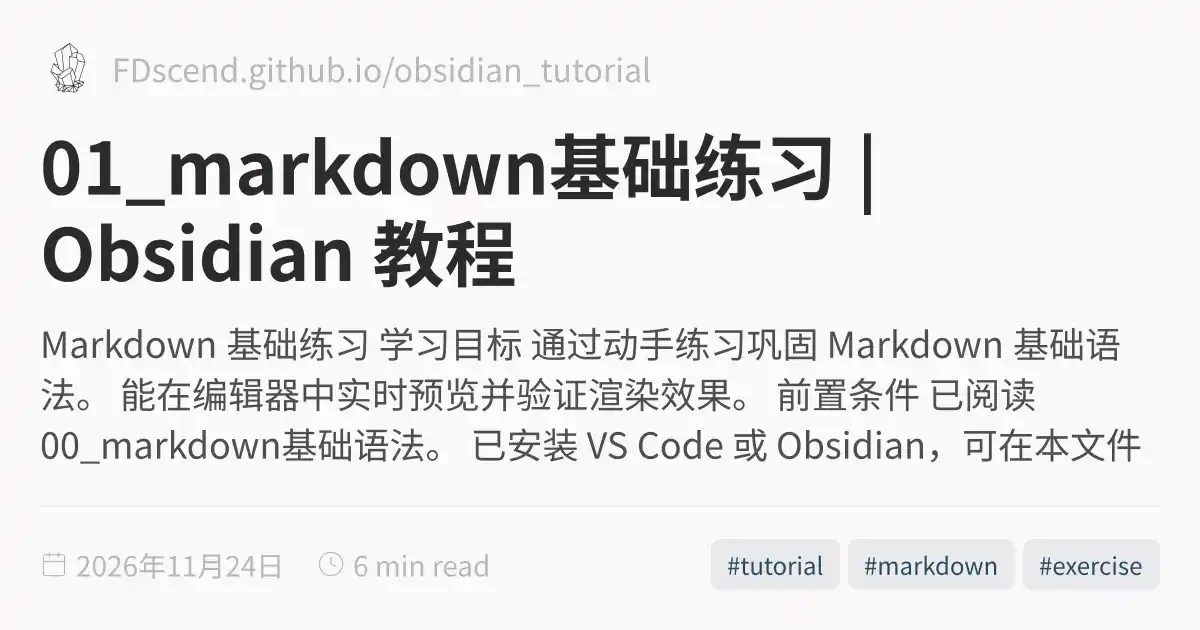 FDscend.github.io/obsidian_tutorial
01_markdown基础练习 |
Obsidian 教程
Markdown 基础练习 学习目标 通过动手练习巩固 Markdown 基础语
法。 能在编辑器中实时预览并验证渲染效果。 前置条件 已阅读
00_markdown基础语法。 已安装 VS Code 或 Obsidian，可在本文件
2026年11月24日
6 min read
#tutorial
#markdown
#exercise